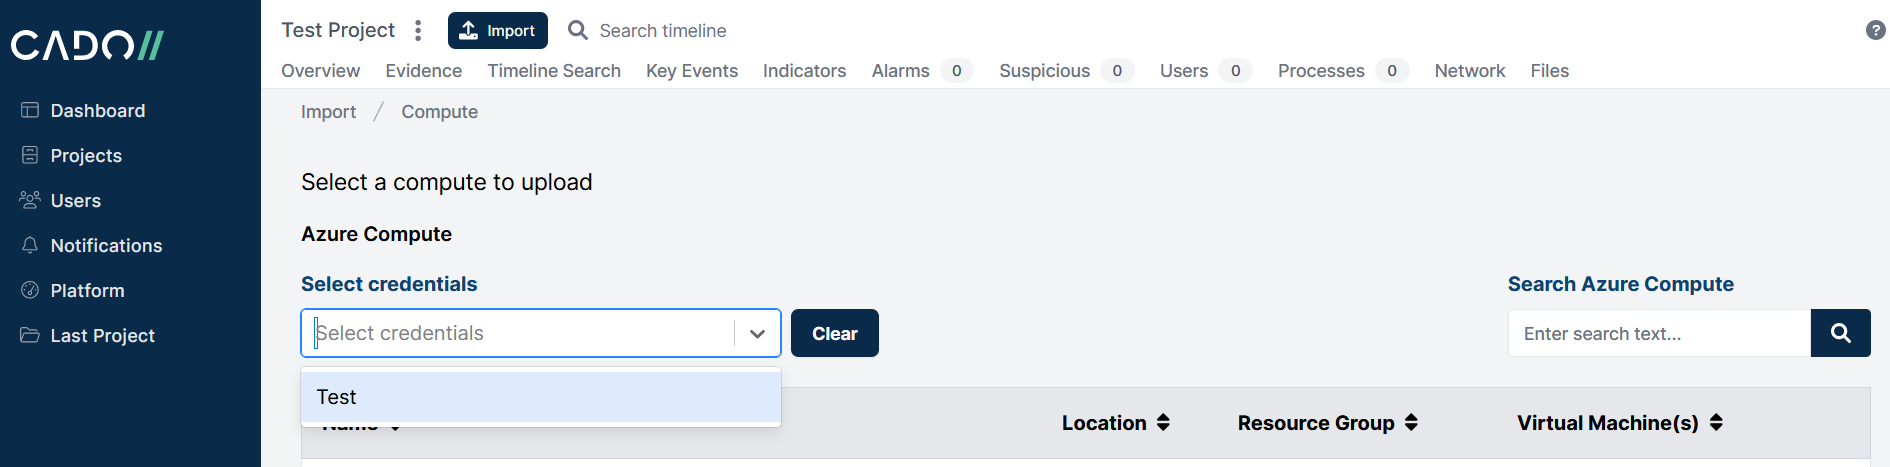 CADO//
Dashboard
Projects
Users
Notifications
Platform
Last Project
Test Project Import Search timeline ?
Overview Evidence Timeline Search Key Events Indicators Alarms 0 Suspicious 0 Users 0 Processes 0 Network Files
Import / Compute
Select a compute to upload
Azure Compute
Select credentials Search Azure Compute
Select credentials Clear Enter search text...
Test
Name Location Resource Group Virtual Machine(s)